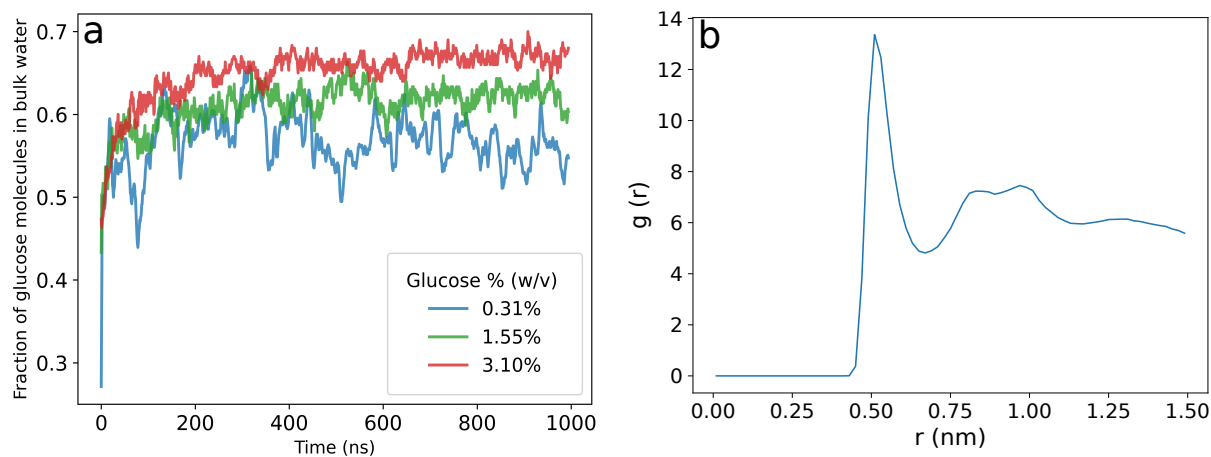 a
Fraction of glucose molecules in bulk water
0.7
0.6
0.5
0.4
0.3
Glucose % (w/v)
0.31%
1.55%
3.10%
0 200 400 600 800 1000
Time (ns)
b
g (r)
14
12
10
8
6
4
2
0
0.00 0.25 0.50 0.75 1.00 1.25 1.50
r (nm)